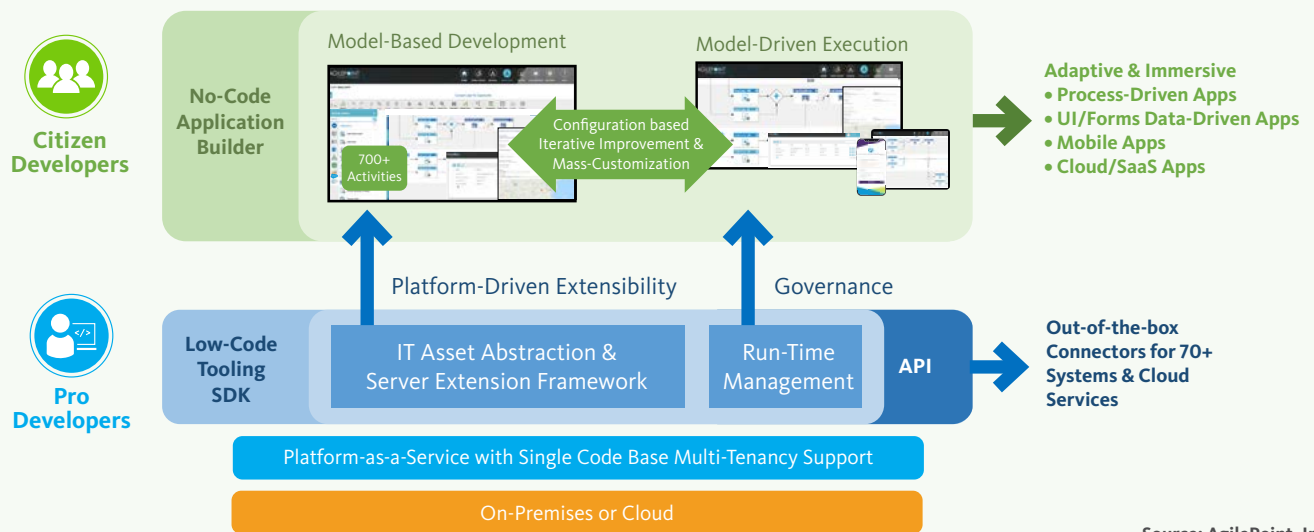 Citizen
Developers
No-Code
Application
Builder
Model-Based Development
Model-Driven Execution
700+
Activities
Configuration based
Iterative Improvement &
Mass-Customization
Adaptive & Immersive
• Process-Driven Apps
• UI/Forms Data-Driven Apps
• Mobile Apps
• Cloud/SaaS Apps
Platform-Driven Extensibility
Governance
Pro
Developers
Low-Code
Tooling
SDK
IT Asset Abstraction &
Server Extension Framework
Run-Time
Management
API
Out-of-the-box
Connectors for 70+
Systems & Cloud
Services
Platform-as-a-Service with Single Code Base Multi-Tenancy Support
On-Premises or Cloud